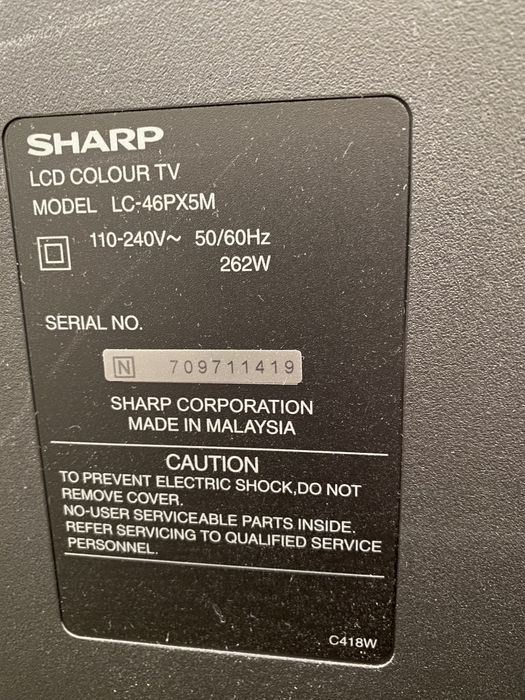 SHARP
LCD COLOUR TV
MODEL LC-46PX5M
110-240V~ 50/60Hz
262W
SERIAL NO.
N 709711419
SHARP CORPORATION
MADE IN MALAYSIA
CAUTION
TO PREVENT ELECTRIC SHOCK,DO NOT
REMOVE COVER.
NO-USER SERVICEABLE PARTS INSIDE.
REFER SERVICING TO QUALIFIED SERVICE
PERSONNEL.
C418W